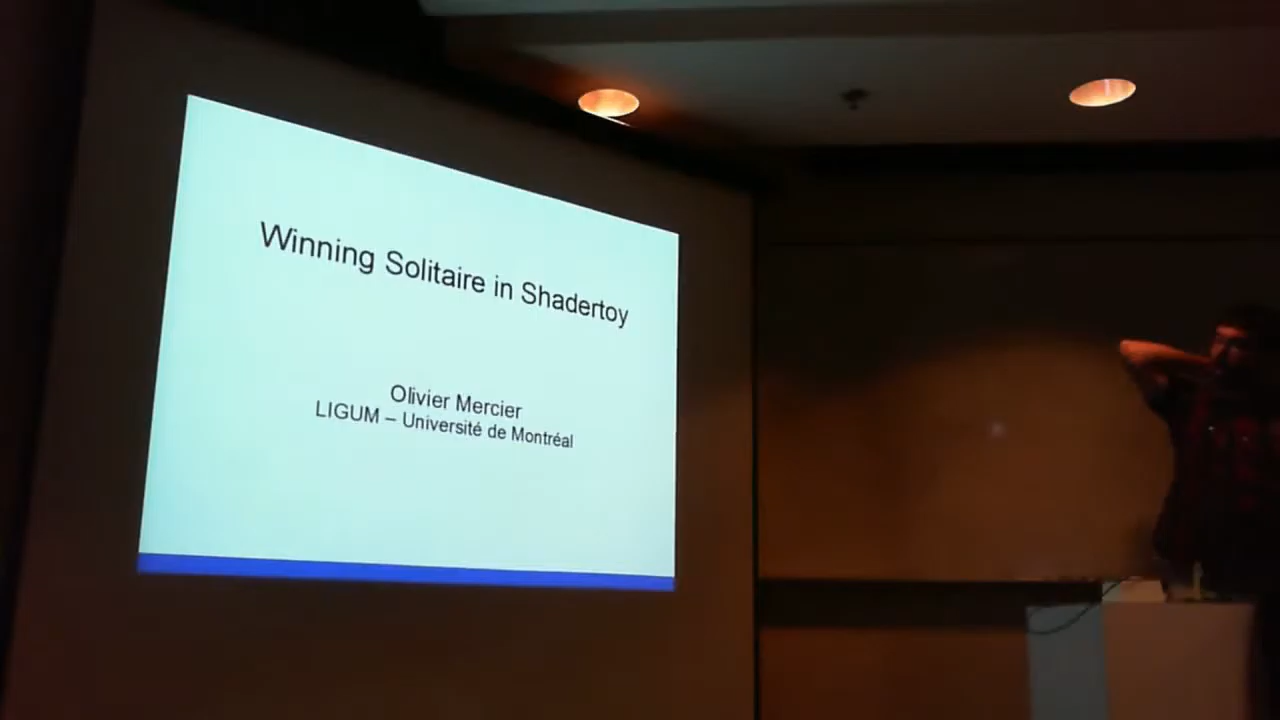 Winning Solitaire in Shadertoy
Olivier Mercier
LIGUM – Université de Montréal